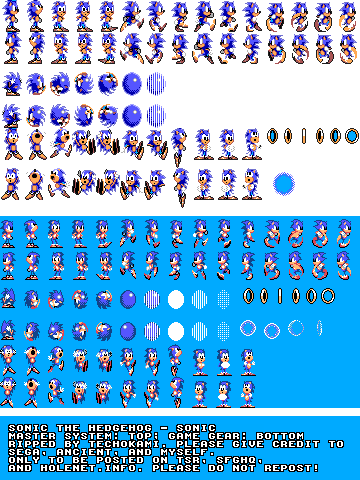 SONIC THE HEDGEHOG - SONIC
MASTER SYSTEM: TOP; GAME GEAR: BOTTOM
RIPPED BY TECHOKAMI. PLEASE GIVE CREDIT TO
SEGA, ANCIENT, AND MYSELF.
ONLY TO BE POSTED ON TSR, SFGHQ,
AND MOLENET.INFO. PLEASE DO NOT REPOST!